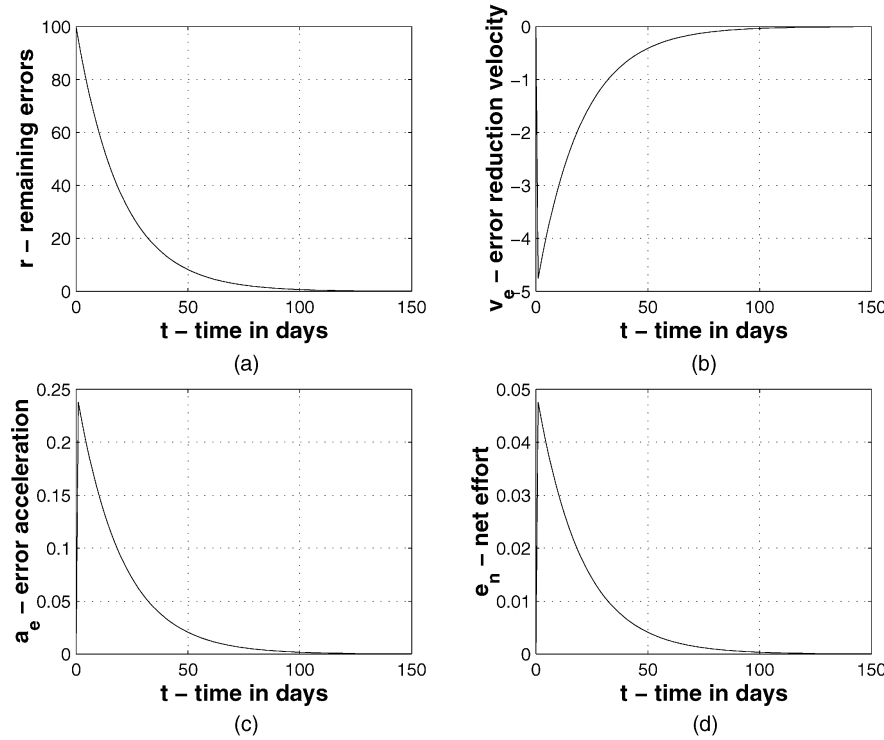 100
80
60
40
20
0
r – remaining errors
0 50 100 150
t – time in days
(a)
0
–1
–2
–3
–4
–5
v_e – error reduction velocity
0 50 100 150
t – time in days
(b)
0.25
0.2
0.15
0.1
0.05
0
a_e – error acceleration
0 50 100 150
t – time in days
(c)
0.05
0.04
0.03
0.02
0.01
0
e_n – net effort
0 50 100 150
t – time in days
(d)